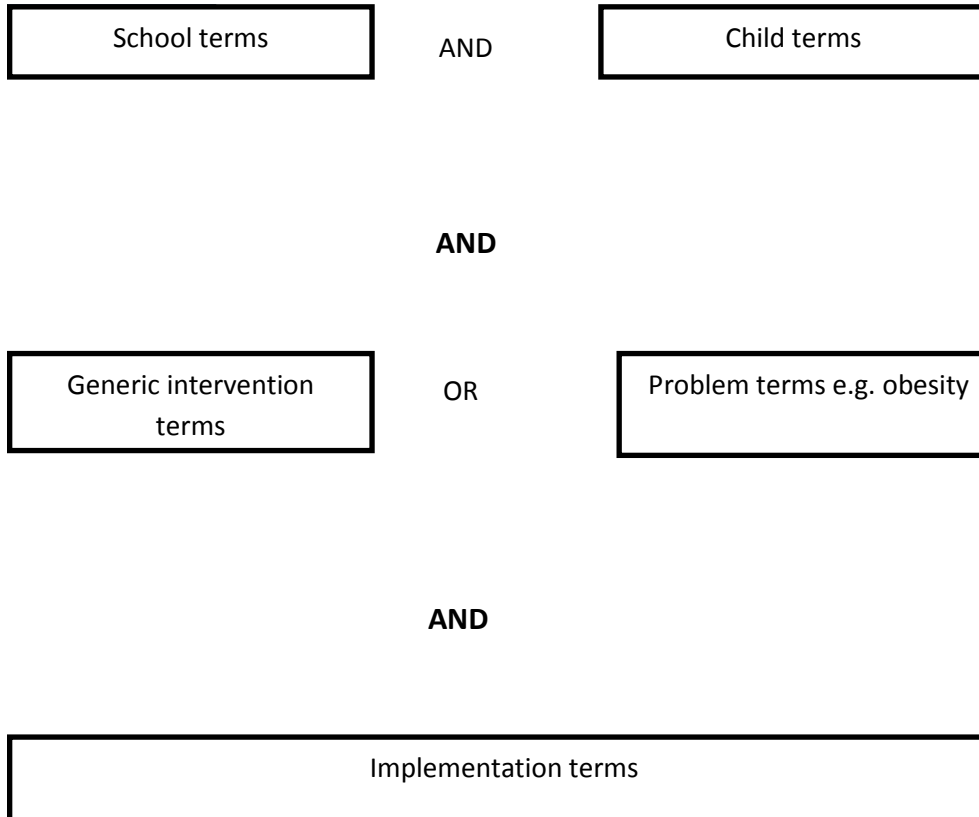 School terms AND Child terms
AND
Generic intervention OR Problem terms e.g. obesity
terms
AND
Implementation terms